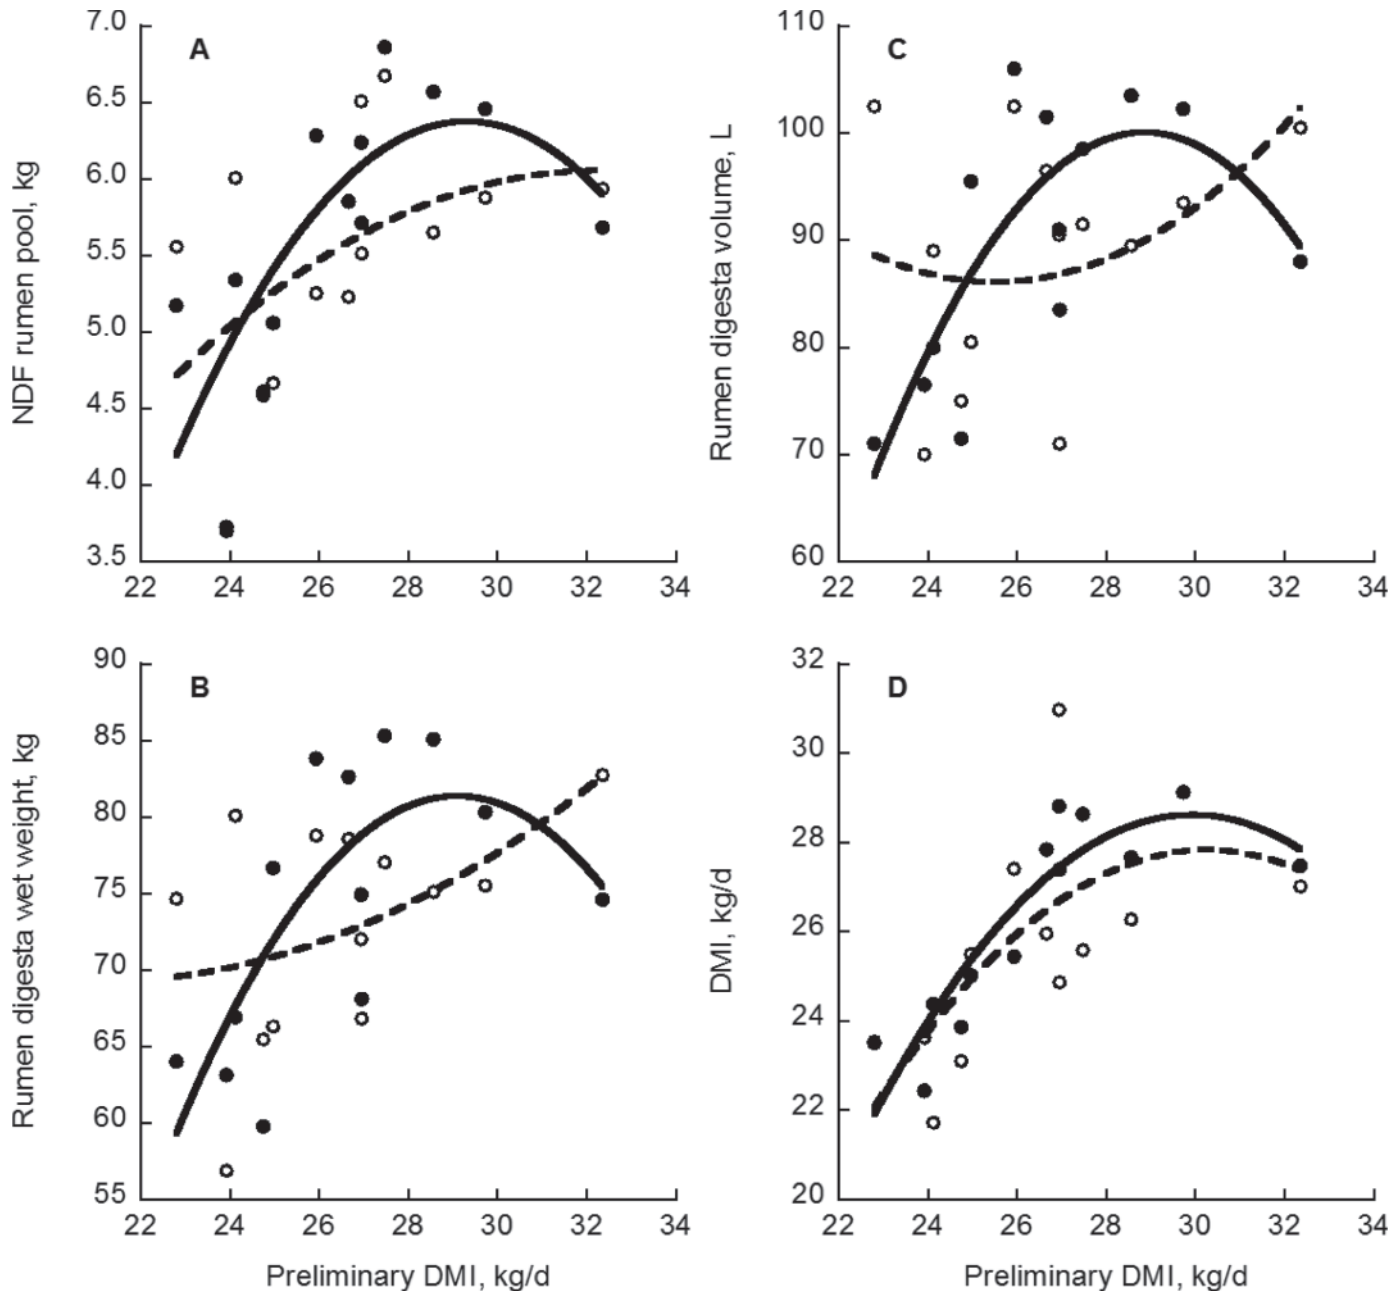 A
NDF rumen pool, kg
7.0
6.5
6.0
5.5
5.0
4.5
4.0
3.5
22 24 26 28 30 32 34
C
Rumen digesta volume, L
110
100
90
80
70
60
22 24 26 28 30 32 34
B
Rumen digesta wet weight, kg
90
85
80
75
70
65
60
55
22 24 26 28 30 32 34
Preliminary DMI, kg/d
D
DMI, kg/d
32
30
28
26
24
22
20
22 24 26 28 30 32 34
Preliminary DMI, kg/d